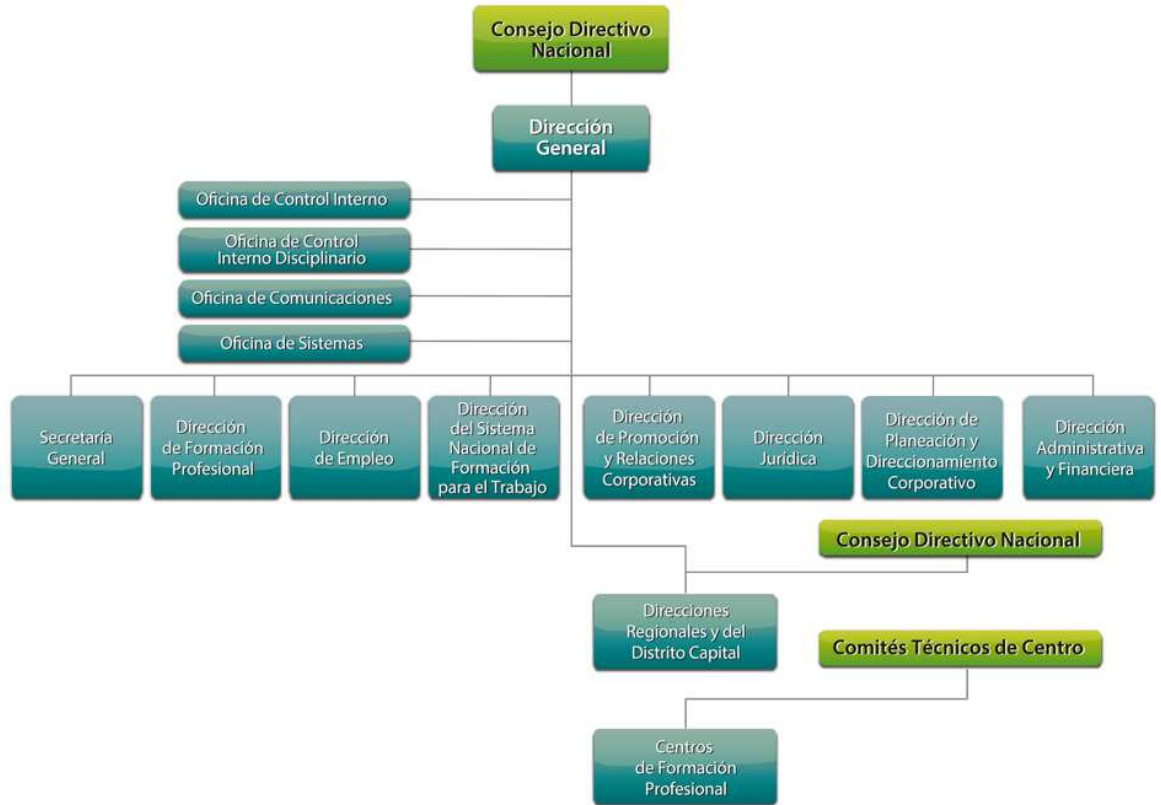 Consejo Directivo
Nacional
Dirección
General
Oficina de Control Interno
Oficina de Control
Interno Disciplinario
Oficina de Comunicaciones
Oficina de Sistemas
Secretaría
General
Dirección
de Formación
Profesional
Dirección
de Empleo
Dirección
del Sistema
Nacional de
Formación
para el Trabajo
Dirección
de Promoción
y Relaciones
Corporativas
Dirección
Jurídica
Dirección de
Planeación y
Direccionamiento
Corporativo
Dirección
Administrativa
y Financiera
Consejo Directivo Nacional
Direcciones
Regionales y del
Distrito Capital
Comités Técnicos de Centro
Centros
de Formación
Profesional